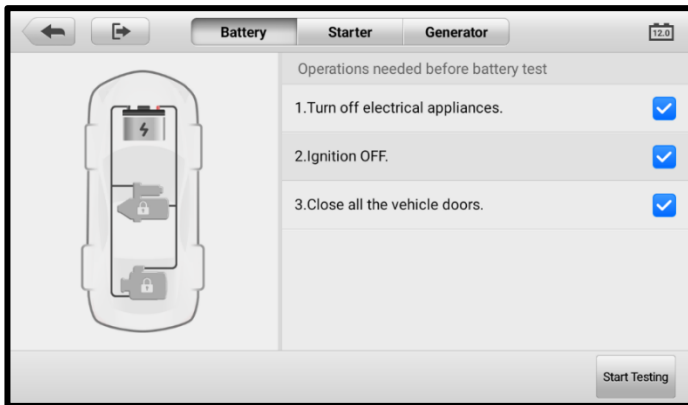 Battery Starter Generator 12.0
Operations needed before battery test
1.Turn off electrical appliances.
2.Ignition OFF.
3.Close all the vehicle doors.
Start Testing